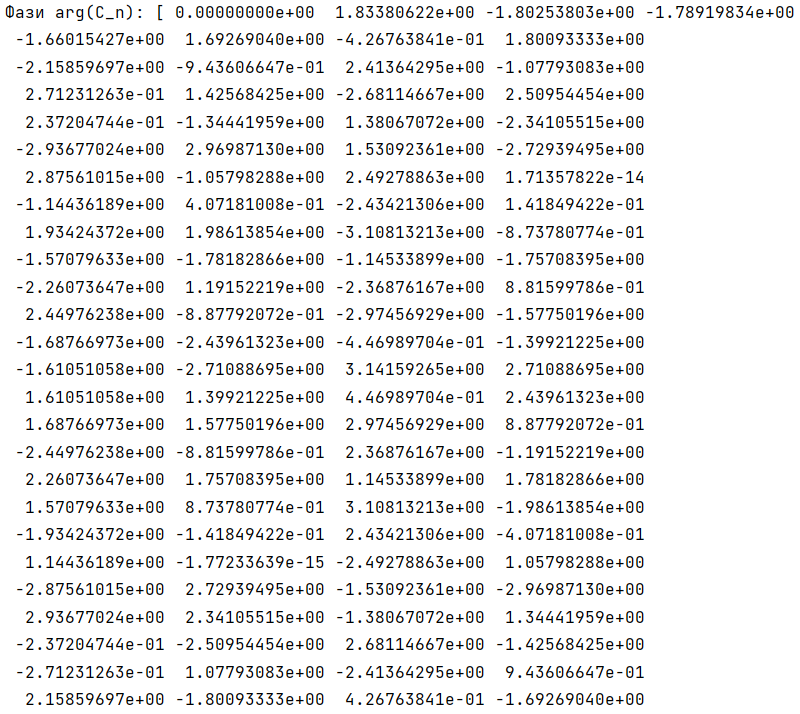 Фази arg(C_n): [ 0.00000000e+00  1.83380622e+00 -1.80253803e+00 -1.78919834e+00
 -1.66015427e+00  1.69269040e+00 -4.26763841e-01  1.80093333e+00
 -2.15859697e+00 -9.43606647e-01  2.41364295e+00 -1.07793083e+00
  2.71231263e-01  1.42568425e+00 -2.68114667e+00  2.50954454e+00
  2.37204744e-01 -1.34441959e+00  1.38067072e+00 -2.34105515e+00
 -2.93677024e+00  2.96987130e+00  1.53092361e+00 -2.72939495e+00
  2.87561015e+00 -1.05798288e+00  2.49278863e+00  1.71357822e-14
 -1.14436189e+00  4.07181008e-01 -2.43421306e+00  1.41849422e-01
  1.93424372e+00  1.98613854e+00 -3.10813213e+00 -8.73780774e-01
 -1.57079633e+00 -1.78182866e+00 -1.14533899e+00 -1.75708395e+00
 -2.26073647e+00  1.19152219e+00 -2.36876167e+00  8.81599786e-01
  2.44976238e+00 -8.87792072e-01 -2.97456929e+00 -1.57750196e+00
 -1.68766973e+00 -2.43961323e+00 -4.46989704e-01 -1.39921225e+00
 -1.61051058e+00 -2.71088695e+00  3.14159265e+00  2.71088695e+00
  1.61051058e+00  1.39921225e+00  4.46989704e-01  2.43961323e+00
  1.68766973e+00  1.57750196e+00  2.97456929e+00  8.87792072e-01
 -2.44976238e+00 -8.81599786e-01  2.36876167e+00 -1.19152219e+00
  2.26073647e+00  1.75708395e+00  1.14533899e+00  1.78182866e+00
  1.57079633e+00  8.73780774e-01  3.10813213e+00 -1.98613854e+00
 -1.93424372e+00 -1.41849422e-01  2.43421306e+00 -4.07181008e-01
  1.14436189e+00 -1.77233639e-15 -2.49278863e+00  1.05798288e+00
 -2.87561015e+00  2.72939495e+00 -1.53092361e+00 -2.96987130e+00
  2.93677024e+00  2.34105515e+00 -1.38067072e+00  1.34441959e+00
 -2.37204744e-01 -2.50954454e+00  2.68114667e+00 -1.42568425e+00
 -2.71231263e-01  1.07793083e+00 -2.41364295e+00  9.43606647e-01
  2.15859697e+00 -1.80093333e+00  4.26763841e-01 -1.69269040e+00